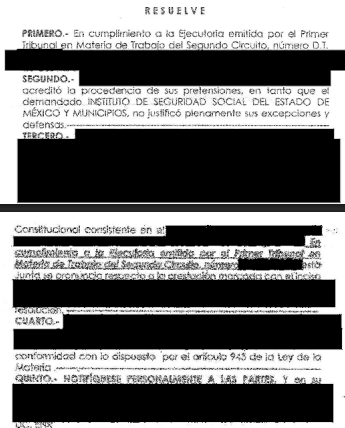 RESUELVE
PRIMERO.- En cumplimiento a la Ejecutoria emitida por el Primer
Tribunal en Materia de Trabajo del Segundo Circuito, número D.T.
SEGUNDO.-
acreditó la procedencia de sus pretensiones, en tanto que el
demandado INSTITUTO DE SEGURIDAD SOCIAL DEL ESTADO DE
MÉXICO Y MUNICIPIOS, no justificó plenamente sus excepciones y
defensas.
TERCERO.-
Constitucional consistente en el
En
cumplimiento a la Ejecutoria emitida por el Primer Tribunal en
Materia de Trabajo del Segundo Circuito, número esta
Junta se pronuncia respecto a la prestación marcada con el inciso
resolución.
CUARTO.-
conformidad con lo dispuesto por el artículo 945 de la Ley de la
Materia.
QUINTO.- NOTIFÍQUESE PERSONALMENTE A LAS PARTES. Y en su